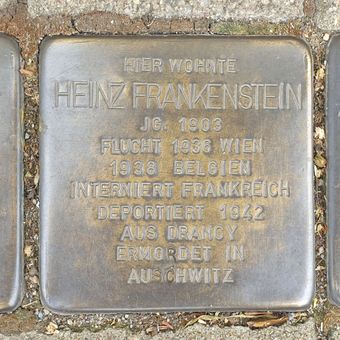 HIER WOHNTE
HEINZ FRANKENSTEIN
JG. 1903
FLUCHT 1936 WIEN
1938 BELGIEN
INTERNIERT FRANKREICH
DEPORTIERT 1942
AUS DRANCY
ERMORDET IN
AUSCHWITZ